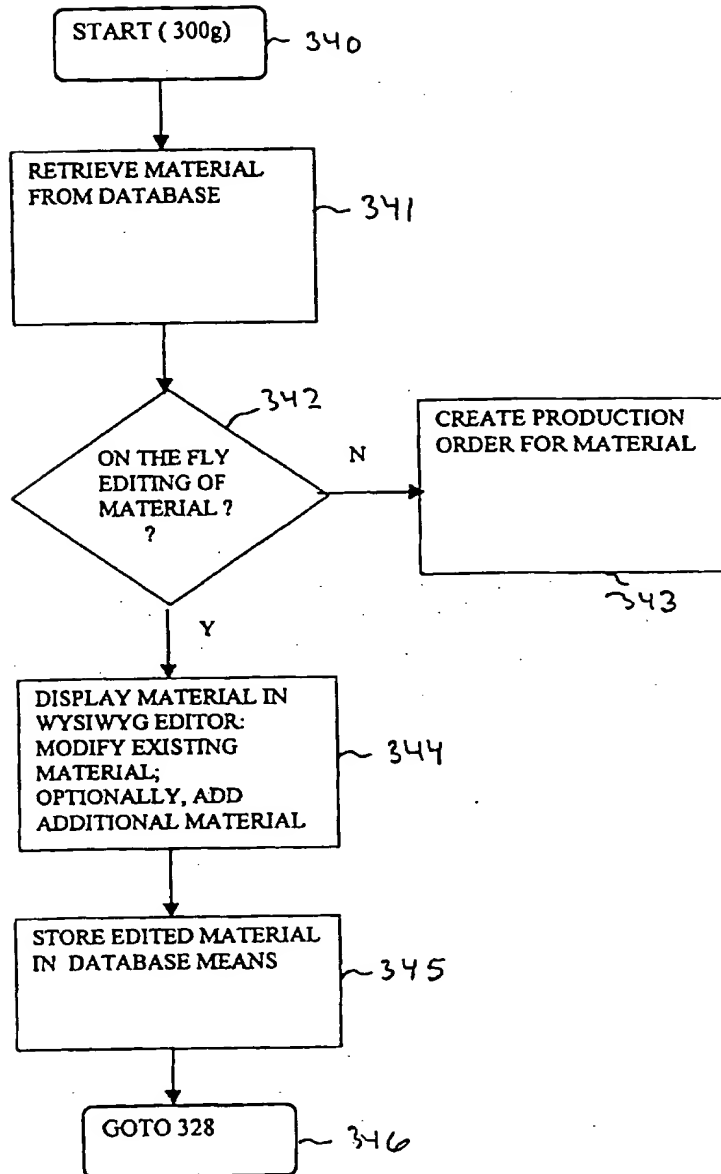 START ( 300g)
340
RETRIEVE MATERIAL
FROM DATABASE
341
342
ON THE FLY
EDITING OF
MATERIAL ?
?
N
CREATE PRODUCTION
ORDER FOR MATERIAL
343
Y
DISPLAY MATERIAL IN
WYSIWYG EDITOR:
MODIFY EXISTING
MATERIAL;
OPTIONALLY, ADD
ADDITIONAL MATERIAL
344
STORE EDITED MATERIAL
IN DATABASE MEANS
345
GOTO 328
346